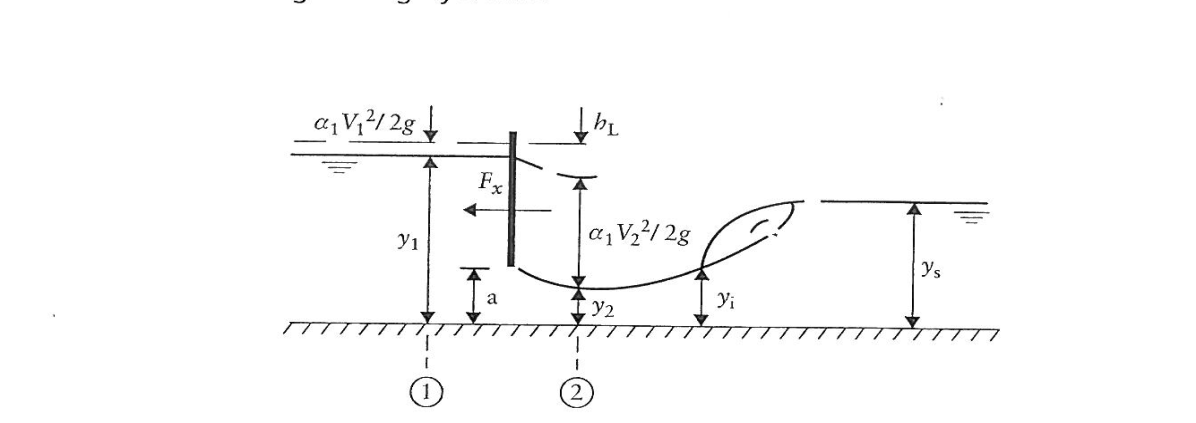 α₁V₁²/2g
h_L
F_x
α₁V₂²/2g
y₁
a
y₂
y_i
y_s
1
2